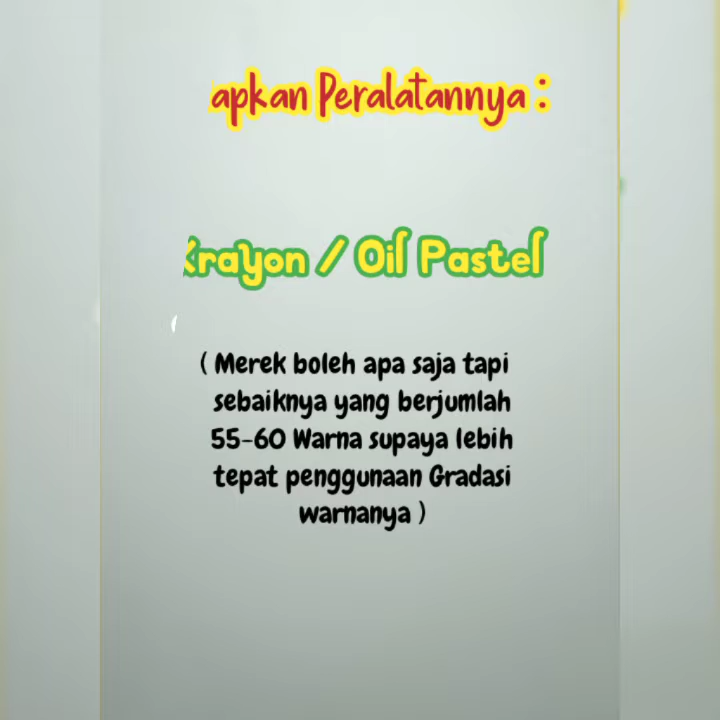 apkan Peralatannya :
Krayon / Oil Pastel
( Merek boleh apa saja tapi
sebaiknya yang berjumlah
55-60 Warna supaya lebih
tepat penggunaan Gradasi
warnanya )